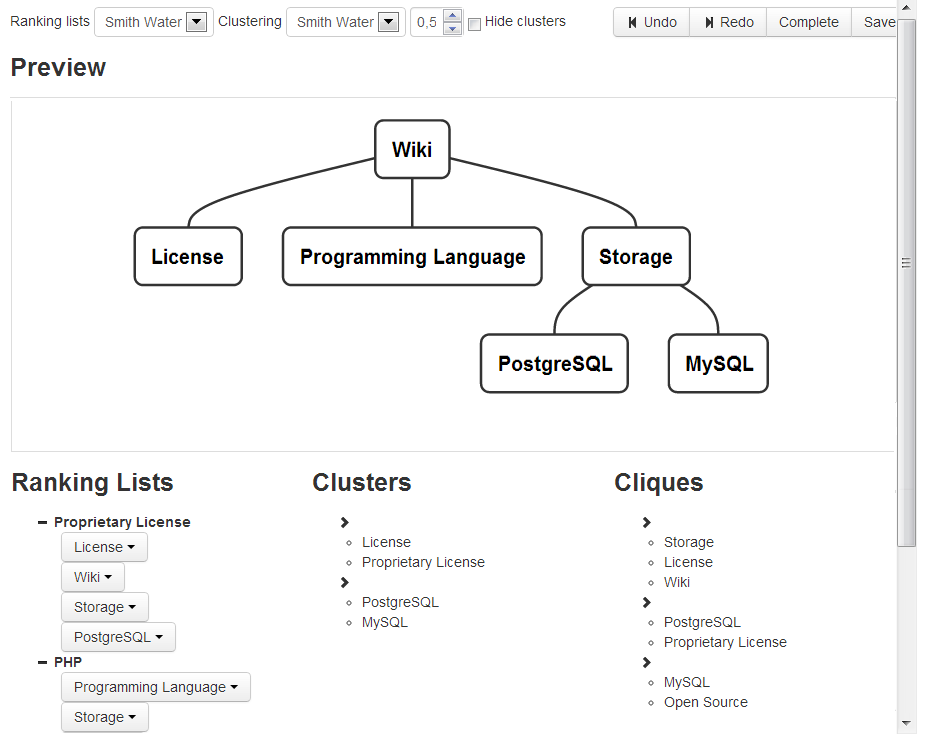 Ranking lists Smith Water Clustering Smith Water 0,5 Hide clusters Undo Redo Complete Save
Preview
Wiki
License Programming Language Storage
PostgreSQL MySQL
Ranking Lists
Proprietary License
License
Wiki
Storage
PostgreSQL
PHP
Programming Language
Storage
Clusters
License
Proprietary License
PostgreSQL
MySQL
Cliques
Storage
License
Wiki
PostgreSQL
Proprietary License
MySQL
Open Source